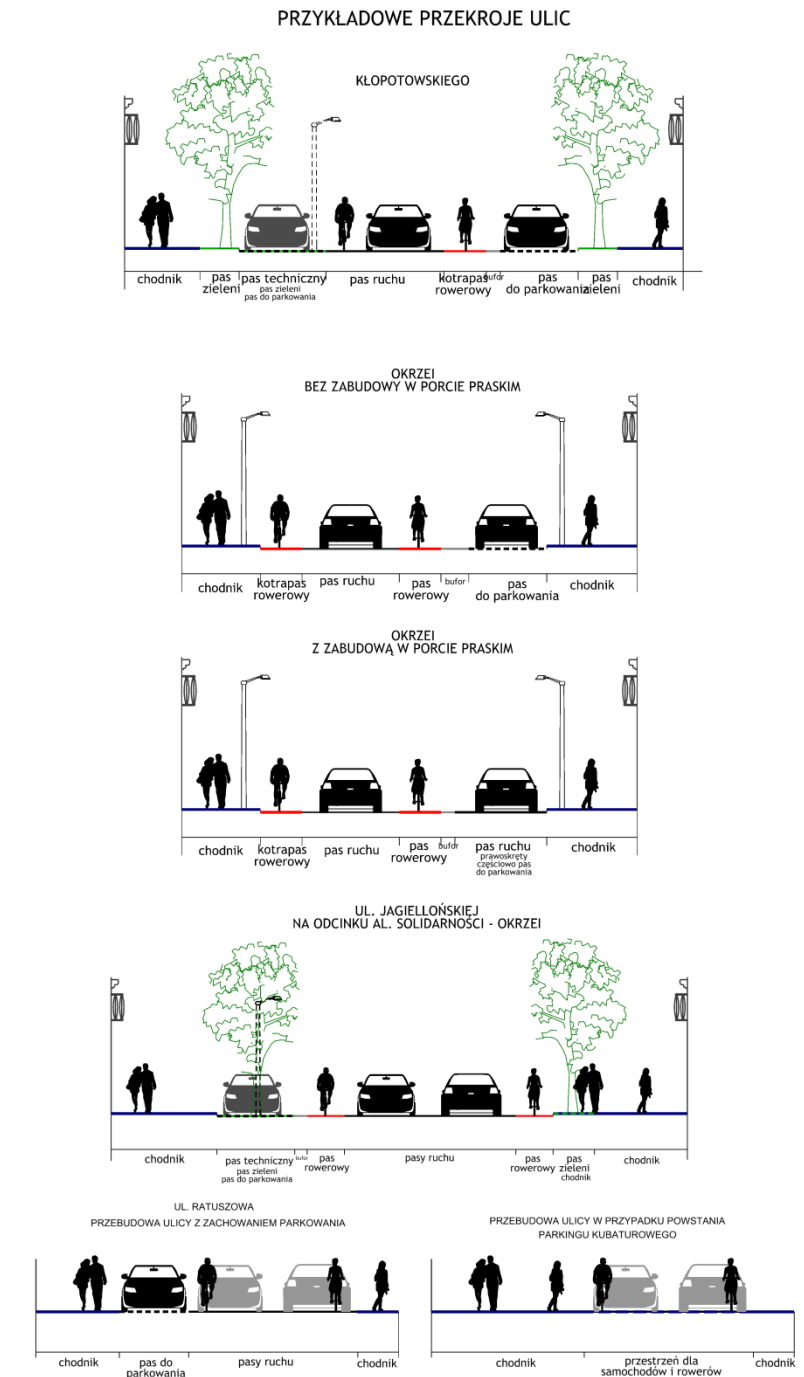 PRZYKŁADOWE PRZEKROJE ULIC
KŁOPOTOWSKIEGO
chodnik
pas
zieleni
pas techniczny
pas zieleni
pas do parkowania
pas ruchu
kotrapas
rowerowy
bufor
pas
do parkowania
pas
zieleni
chodnik
OKRZEI
BEZ ZABUDOWY W PORCIE PRASKIM
chodnik
kotrapas
rowerowy
pas ruchu
pas
rowerowy
bufor
pas
do parkowania
chodnik
OKRZEI
Z ZABUDOWĄ W PORCIE PRASKIM
chodnik
kotrapas
rowerowy
pas ruchu
pas
rowerowy
bufor
pas ruchu
prawoskręty
częściowo pas
do parkowania
chodnik
UL. JAGIELLOŃSKIEJ
NA ODCINKU AL. SOLIDARNOŚCI - OKRZEI
chodnik
pas techniczny
pas zieleni
pas do parkowania
bufor
pas
rowerowy
pasy ruchu
pas
rowerowy
pas
zieleni
chodnik
chodnik
UL. RATUSZOWA
PRZEBUDOWA ULICY Z ZACHOWANIEM PARKOWANIA
chodnik
pas do
parkowania
pasy ruchu
chodnik
PRZEBUDOWA ULICY W PRZYPADKU POWSTANIA
PARKINGU KUBATUROWEGO
chodnik
przestrzeń dla
samochodów i rowerów
chodnik